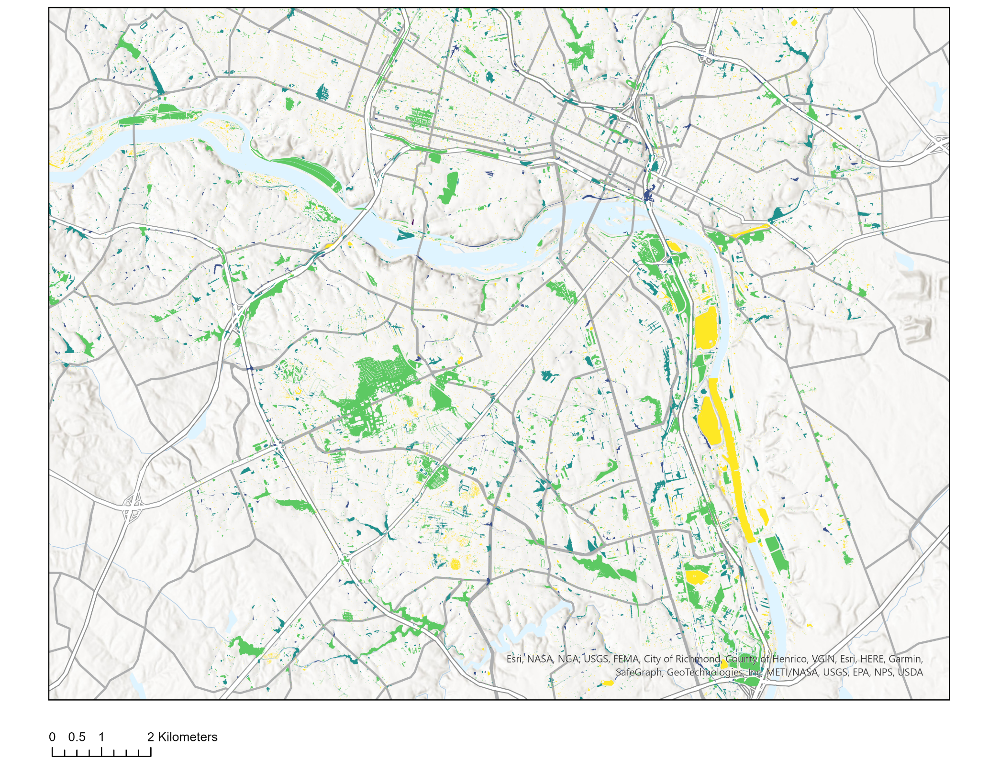 Esri, NASA, NGA, USGS, FEMA, City of Richmond, County of Henrico, VGIN, Esri, HERE, Garmin,
SafeGraph, GeoTechnologies, Inc, METI/NASA, USGS, EPA, NPS, USDA
0 0.5 1 2 Kilometers